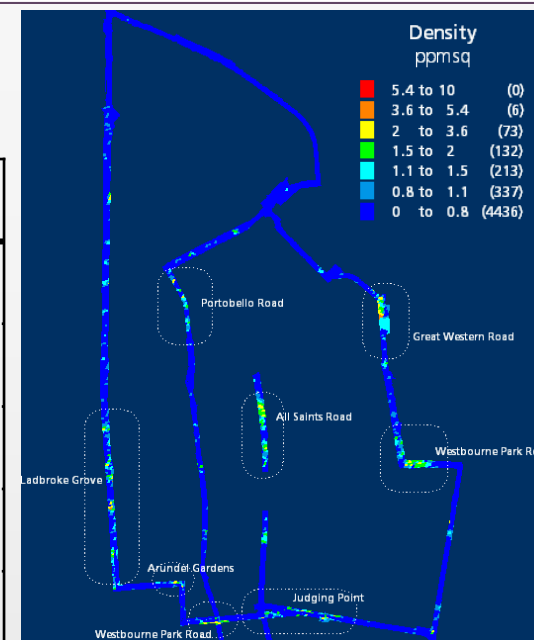 Density
ppmsq
5.4 to 10 (0)
3.6 to 5.4 (6)
2 to 3.6 (73)
1.5 to 2 (132)
1.1 to 1.5 (213)
0.8 to 1.1 (337)
0 to 0.8 (4436)
Portobello Road
Great Western Road
All Saints Road
Westbourne Park Ro
Ladbroke Grove
Arundel Gardens
Judging Point
Westbourne Park Road